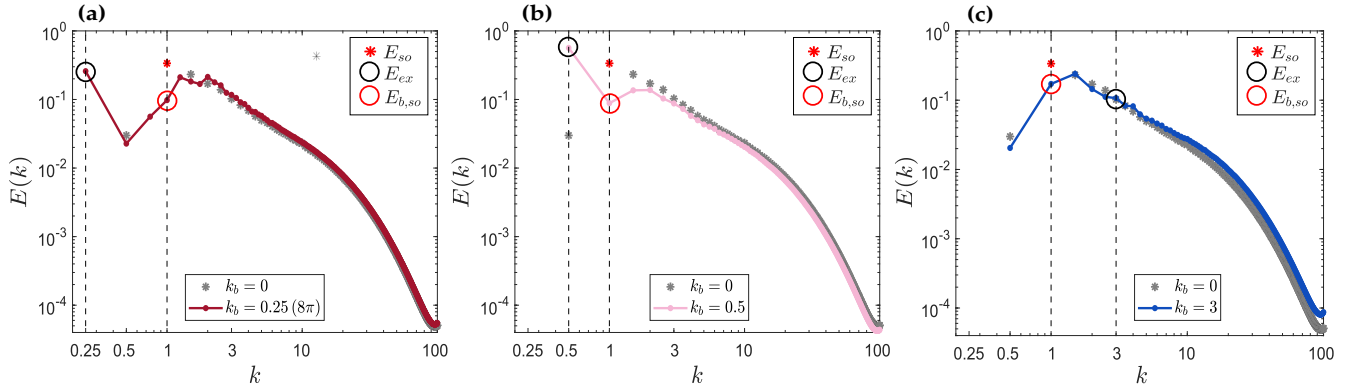 (a)
10^0
10^-1
10^-2
10^-3
10^-4
E(k)
E_so
E_ex
E_b,so
k_b = 0
k_b = 0.25 (8π)
0.25 0.5 1 3 10 100
k
(b)
10^0
10^-1
10^-2
10^-3
10^-4
E(k)
E_so
E_ex
E_b,so
k_b = 0
k_b = 0.5
0.25 0.5 1 3 10 100
k
(c)
10^0
10^-1
10^-2
10^-3
10^-4
E(k)
E_so
E_ex
E_b,so
k_b = 0
k_b = 3
0.25 0.5 1 3 10 100
k